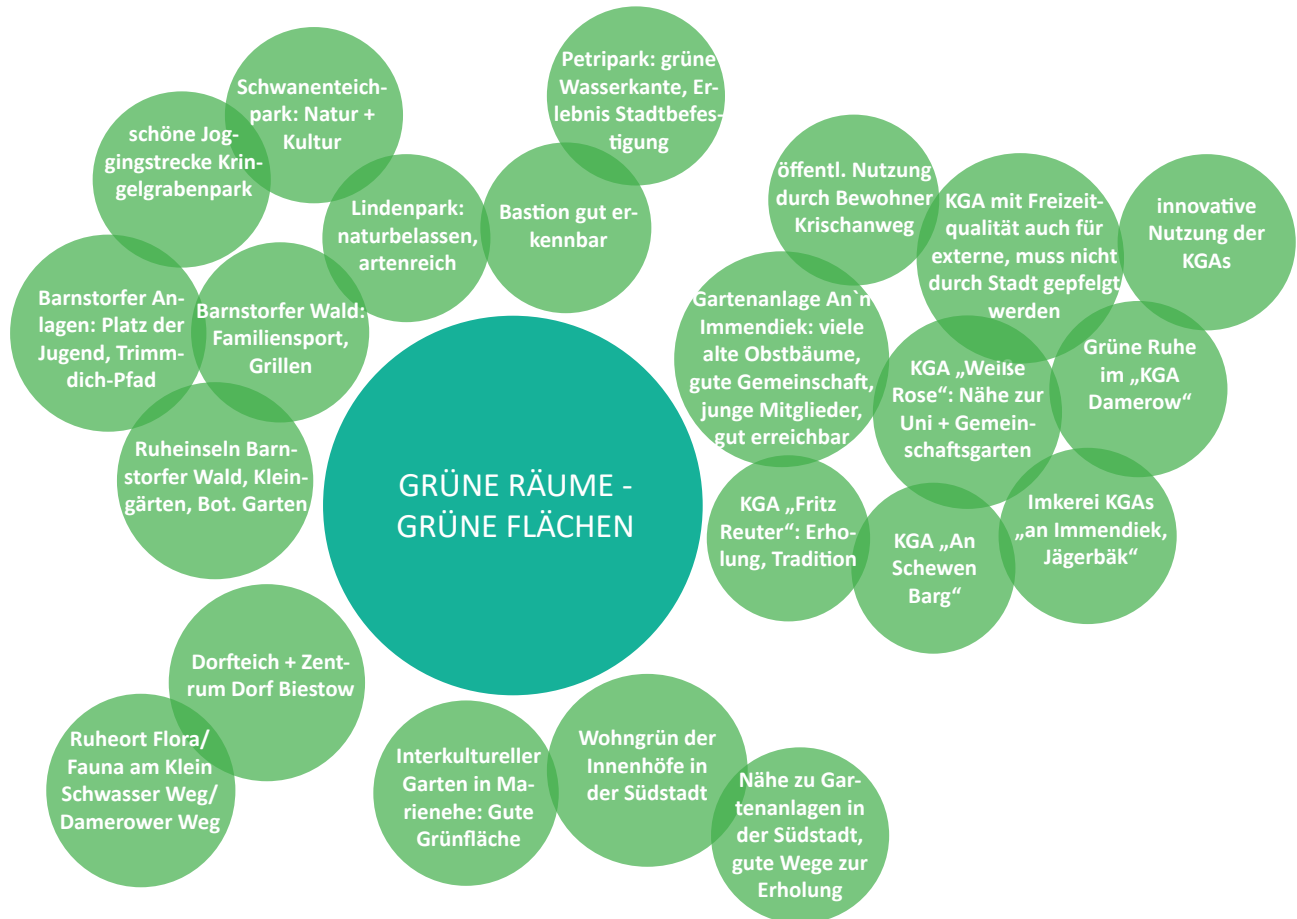 Schwanenteich-
park: Natur +
Kultur
Petripark: grüne
Wasserkante, Er-
lebnis Stadtbefes-
tigung
schöne Jog-
gingstrecke Krin-
gelgrabenpark
Lindenpark:
naturbelassen,
artenreich
Bastion gut er-
kennbar
Barnstorfer An-
lagen: Platz der
Jugend, Trimm-
dich-Pfad
Barnstorfer Wald:
Familiensport,
Grillen
Ruheinseln Barn-
storfer Wald, Klein-
gärten, Bot. Garten
GRÜNE RÄUME -
GRÜNE FLÄCHEN
öffentl. Nutzung
durch Bewohner
Krischanweg
KGA mit Freizeit-
qualität auch für
externe, muss nicht
durch Stadt gepfelgt
werden
innovative
Nutzung der
KGAs
Gartenanlage An`n
Immendiek: viele
alte Obstbäume,
gute Gemeinschaft,
junge Mitglieder,
gut erreichbar
KGA „Weiße
Rose“: Nähe zur
Uni + Gemein-
schaftsgarten
Grüne Ruhe
im „KGA
Damerow“
KGA „Fritz
Reuter“: Erho-
lung, Tradition
KGA „An
Schewen
Barg“
Imkerei KGAs
„an Immendiek,
Jägerbäk“
Dorfteich + Zent-
rum Dorf Biestow
Ruheort Flora/
Fauna am Klein
Schwasser Weg/
Damerower Weg
Interkultureller
Garten in Ma-
rienehe: Gute
Grünfläche
Wohngrün der
Innenhöfe in
der Südstadt
Nähe zu Gar-
tenanlagen in
der Südstadt,
gute Wege zur
Erholung